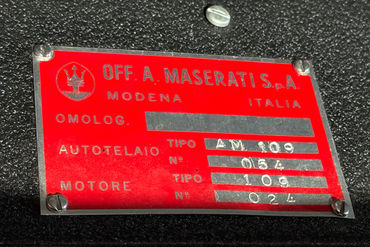 OFF. A. MASERATI S.p.A.
MODENA ITALIA
OMOLOG.
AUTOTELAIO TIPO AM 109
N° 054
MOTORE TIPO 109
N° 024